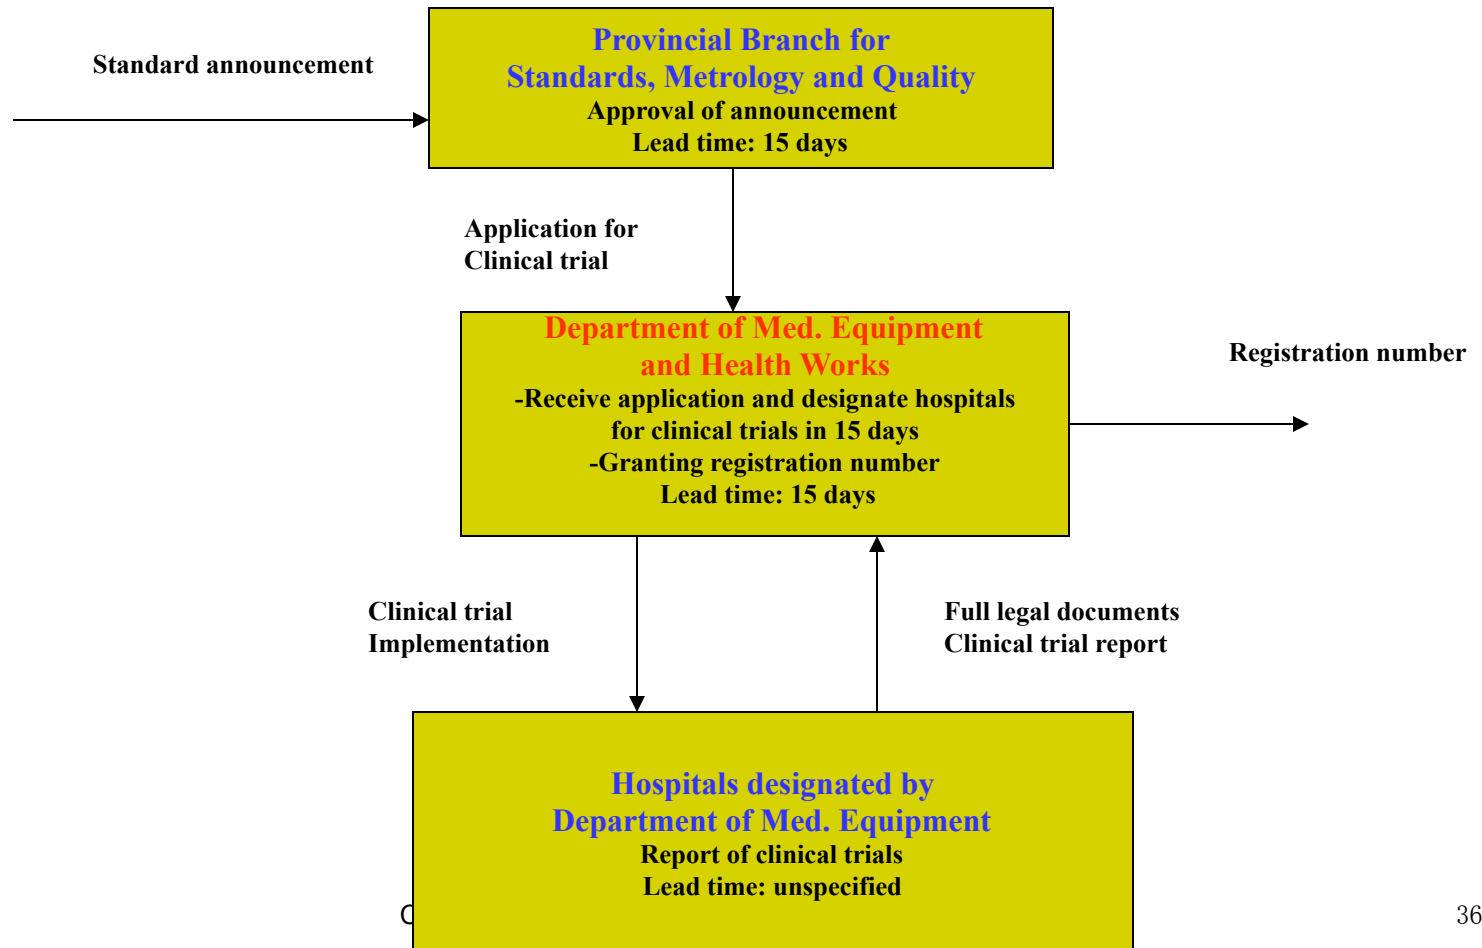 Provincial Branch for
Standards, Metrology and Quality
Approval of announcement
Lead time: 15 days
Standard announcement
Application for
Clinical trial
Department of Med. Equipment
and Health Works
-Receive application and designate hospitals
for clinical trials in 15 days
-Granting registration number
Lead time: 15 days
Registration number
Clinical trial
Implementation
Full legal documents
Clinical trial report
Hospitals designated by
Department of Med. Equipment
Report of clinical trials
Lead time: unspecified
36